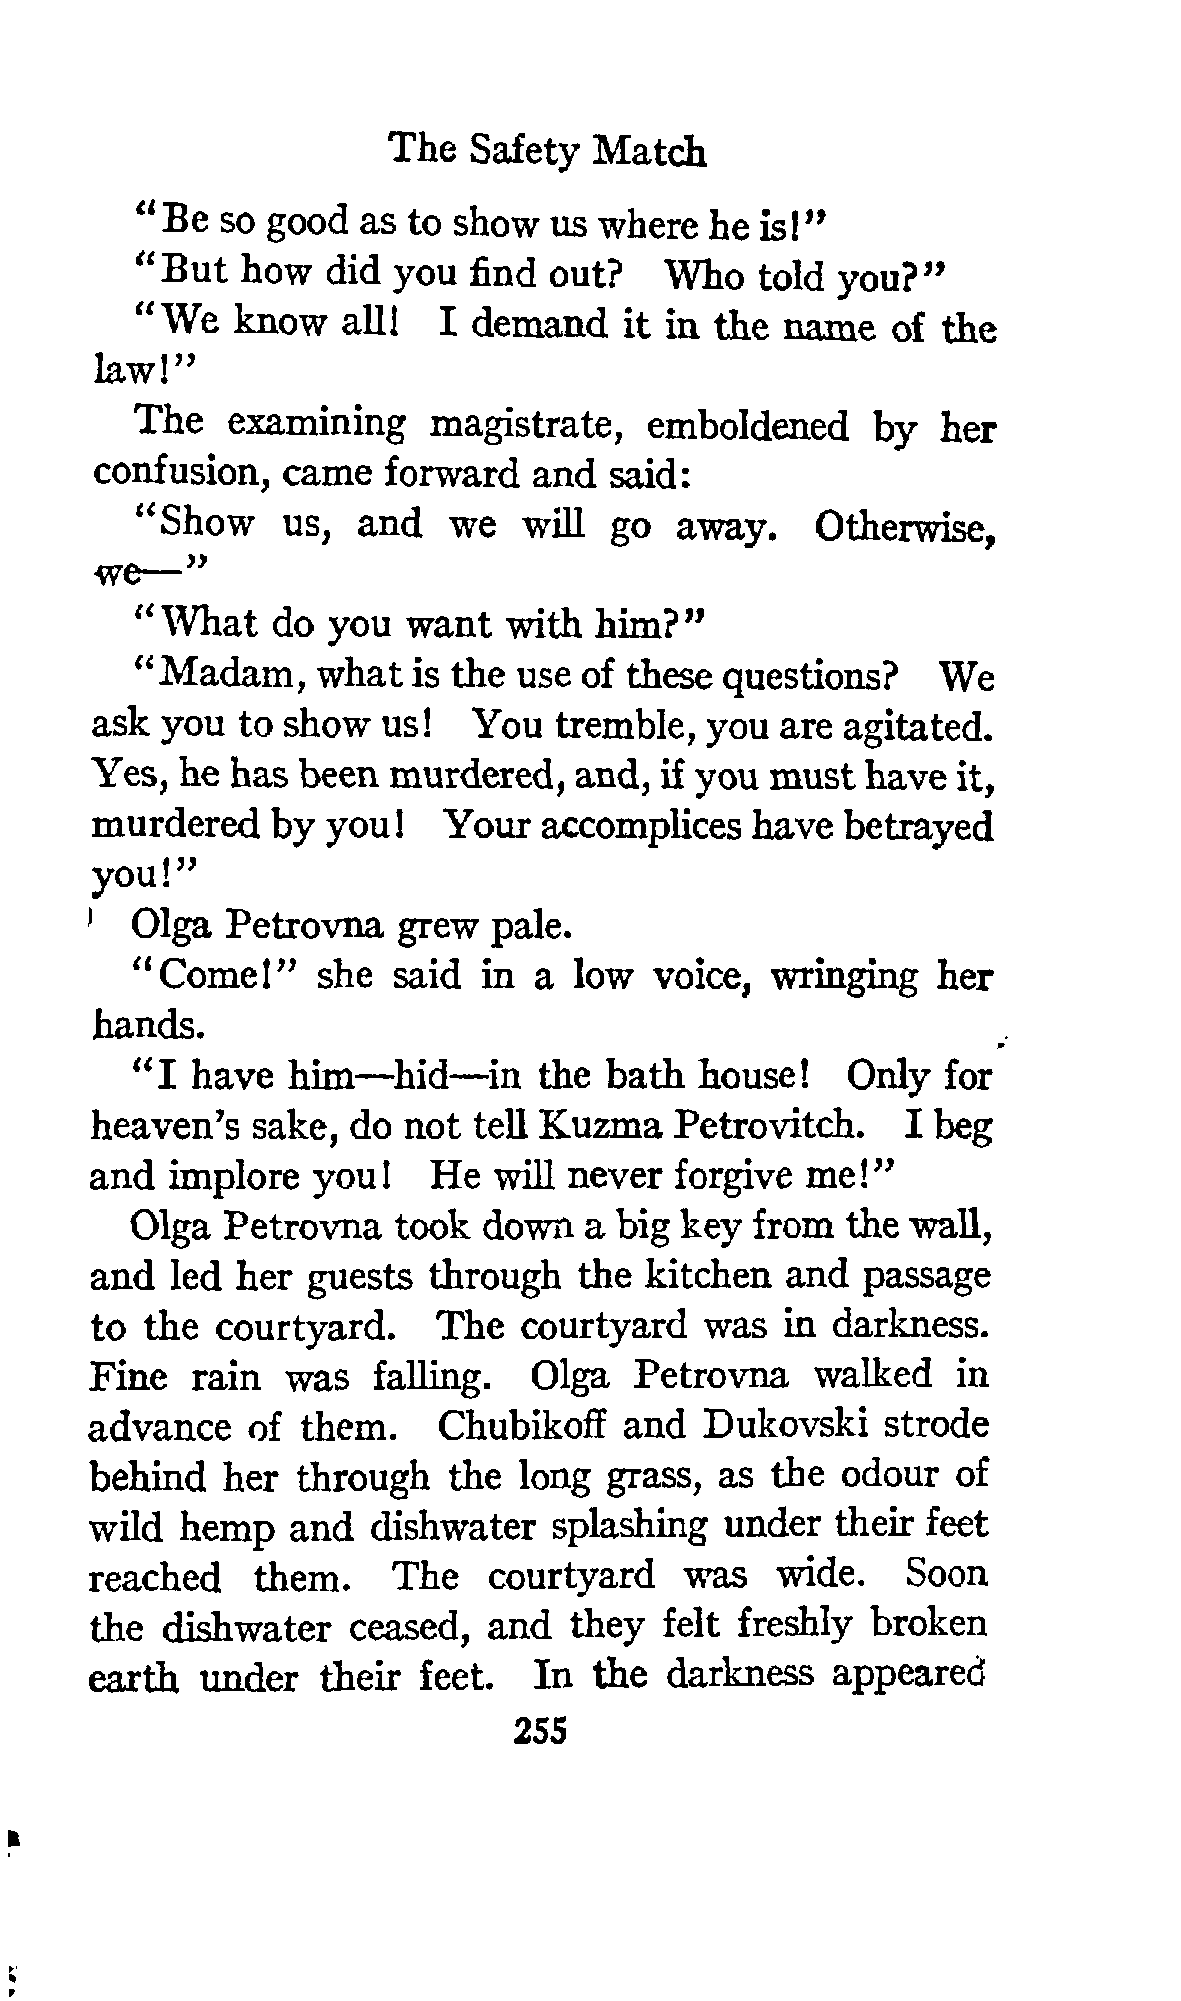 The Safety Match
"Be so good as to show us where he is!"
"But how did you find out? Who told you?"
"We know all! I demand it in the name of the
law!"
The examining magistrate, emboldened by her
confusion, came forward and said:
"Show us, and we will go away. Otherwise,
we—"
"What do you want with him?"
"Madam, what is the use of these questions? We
ask you to show us! You tremble, you are agitated.
Yes, he has been murdered, and, if you must have it,
murdered by you! Your accomplices have betrayed
you!"
Olga Petrovna grew pale.
"Come!" she said in a low voice, wringing her
hands.
"I have him—hid—in the bath house! Only for
heaven's sake, do not tell Kuzma Petrovitch. I beg
and implore you! He will never forgive me!"
Olga Petrovna took down a big key from the wall,
and led her guests through the kitchen and passage
to the courtyard. The courtyard was in darkness.
Fine rain was falling. Olga Petrovna walked in
advance of them. Chubikoff and Dukovski strode
behind her through the long grass, as the odour of
wild hemp and dishwater splashing under their feet
reached them. The courtyard was wide. Soon
the dishwater ceased, and they felt freshly broken
earth under their feet. In the darkness appeared
255